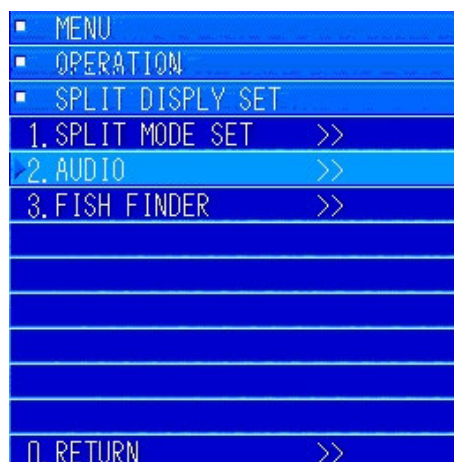 MENU
OPERATION
SPLIT DISPLY SET
1.SPLIT MODE SET >>
2.AUDIO >>
3.FISH FINDER >>
0.RETURN >>